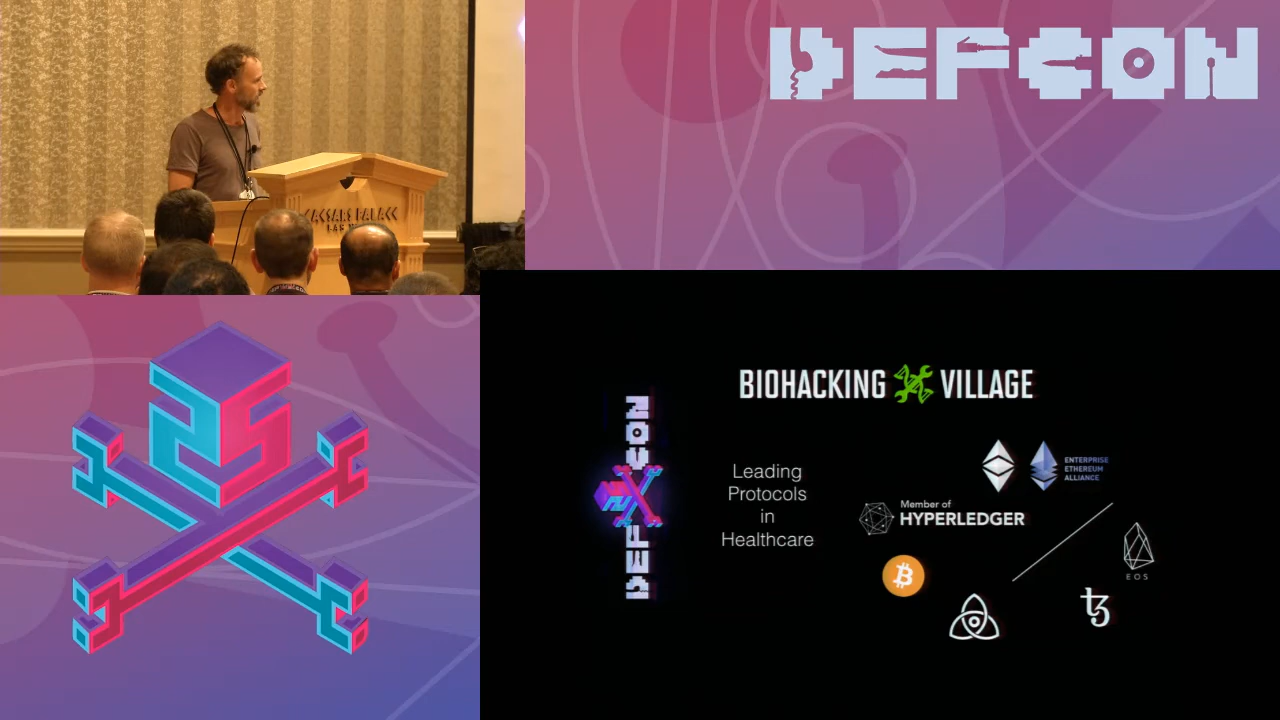 DEFCON
CAESARS PALACE
BIOHACKING VILLAGE
DEFCON
Leading
Protocols
in
Healthcare
ENTERPRISE
ETHEREUM
ALLIANCE
Member of
HYPERLEDGER
EOS